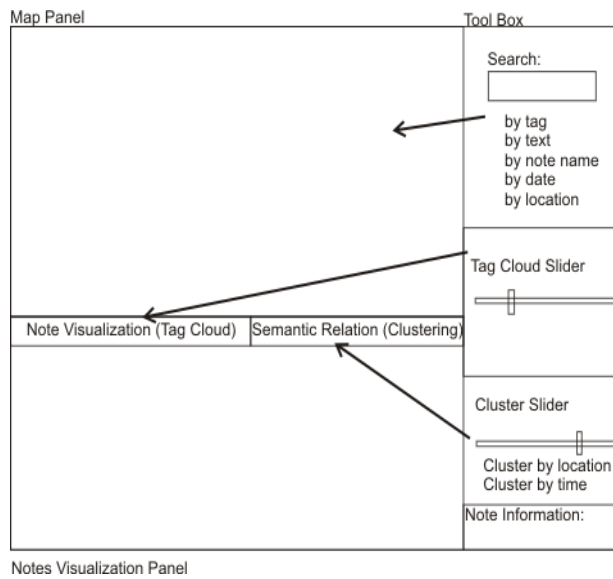 Map Panel
Tool Box
Search:
by tag
by text
by note name
by date
by location
Tag Cloud Slider
Note Visualization (Tag Cloud)
Semantic Relation (Clustering)
Cluster Slider
Cluster by location
Cluster by time
Note Information:
Notes Visualization Panel